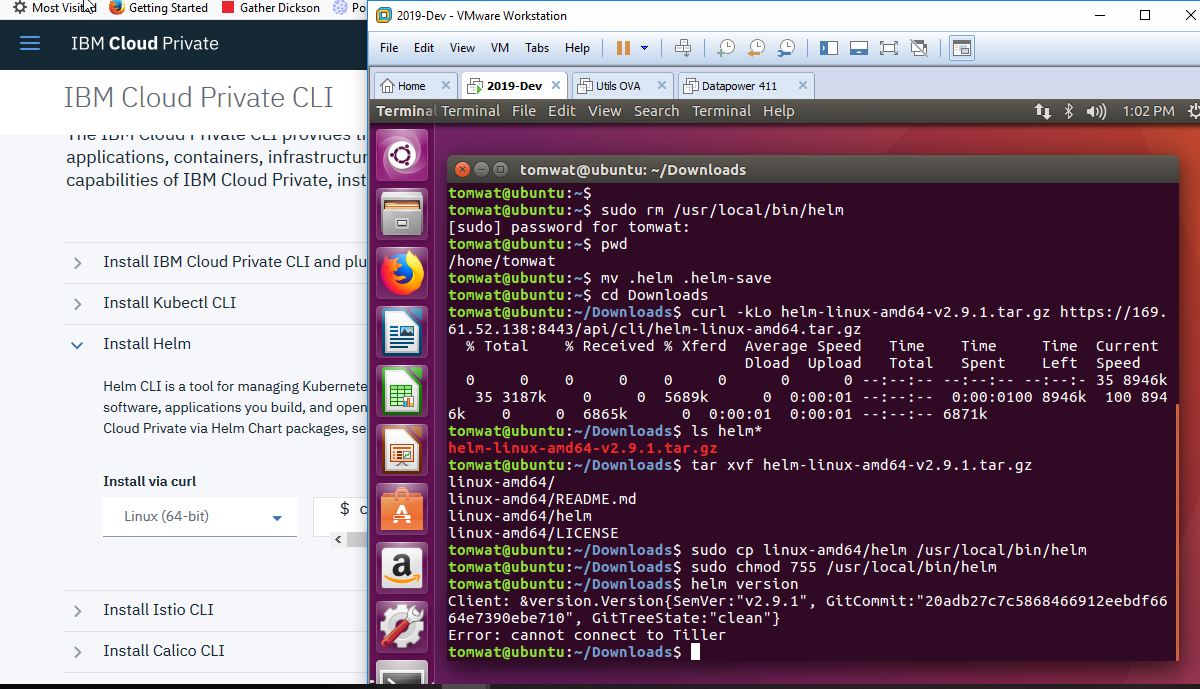 Most Visit
Getting Started
Gather Dickson
Po
IBM Cloud Private
IBM Cloud Private CLI
The IBM Cloud Private CLI provides t
applications, containers, infrastructur
capabilities of IBM Cloud Private, inst
Install IBM Cloud Private CLI and plu
Install Kubectl CLI
Install Helm
Helm CLI is a tool for managing Kubernete
software, applications you build, and open
Cloud Private via Helm Chart packages, se
Install via curl
Linux (64-bit)
$ c
Install Istio CLI
Install Calico CLI
2019-Dev - VMware Workstation
File Edit View VM Tabs Help
Home
2019-Dev
Utils OVA
Datapower 411
Terminal Terminal File Edit View Search Terminal Help
1:02 PM
tomwat@ubuntu: ~/Downloads
tomwat@ubuntu:~$
tomwat@ubuntu:~$ sudo rm /usr/local/bin/helm
[sudo] password for tomwat:
tomwat@ubuntu:~$ pwd
/home/tomwat
tomwat@ubuntu:~$ mv .helm .helm-save
tomwat@ubuntu:~$ cd Downloads
tomwat@ubuntu:~/Downloads$ curl -kLo helm-linux-amd64-v2.9.1.tar.gz https://169.
61.52.138:8443/api/cli/helm-linux-amd64.tar.gz
% Total % Received % Xferd Average Speed Time Time Time Current
Dload Upload Total Spent Left Speed
0 0 0 0 0 0 0 0 --:--:-- --:--:-- --:--:- 35 8946k
35 3187k 0 0 5689k 0 0:00:01 --:--:-- 0:00:0100 8946k 100 894
6k 0 0 6865k 0 0:00:01 0:00:01 --:--:-- 6871k
tomwat@ubuntu:~/Downloads$ ls helm*
helm-linux-amd64-v2.9.1.tar.gz
tomwat@ubuntu:~/Downloads$ tar xvf helm-linux-amd64-v2.9.1.tar.gz
linux-amd64/
linux-amd64/README.md
linux-amd64/helm
linux-amd64/LICENSE
tomwat@ubuntu:~/Downloads$ sudo cp linux-amd64/helm /usr/local/bin/helm
tomwat@ubuntu:~/Downloads$ sudo chmod 755 /usr/local/bin/helm
tomwat@ubuntu:~/Downloads$ helm version
Client: &version.Version{SemVer:"v2.9.1", GitCommit:"20adb27c7c5868466912eebdf66
64e7390ebe710", GitTreeState:"clean"}
Error: cannot connect to Tiller
tomwat@ubuntu:~/Downloads$